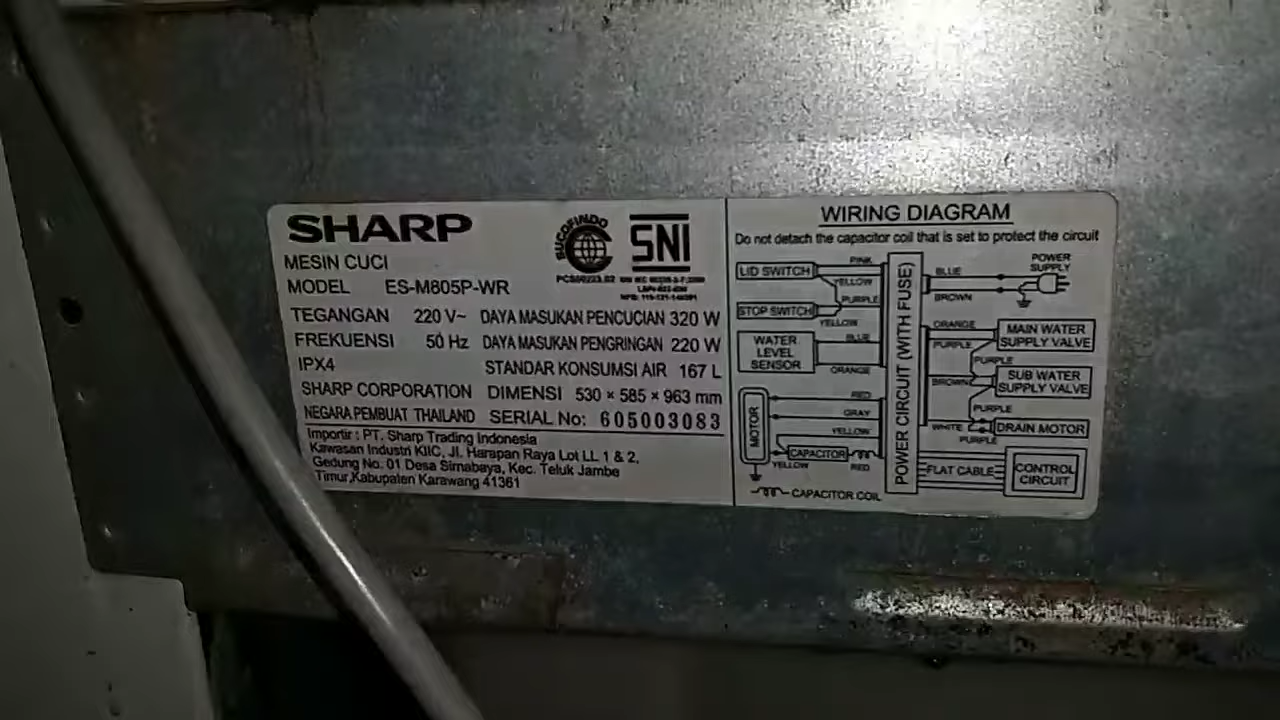 SHARP
MESIN CUCI
MODEL ES-M805P-WR
SUCOFINDO
SNI
TEGANGAN 220 V~ DAYA MASUKAN PENCUCIAN 320 W
FREKUENSI 50 Hz DAYA MASUKAN PENGRINGAN 220 W
IPX4 STANDAR KONSUMSI AIR 167 L
SHARP CORPORATION DIMENSI 530 × 585 × 963 mm
NEGARA PEMBUAT THAILAND SERIAL No: 605003083
Importir : PT. Sharp Trading Indonesia
Kawasan Industri KIIC, Jl. Harapan Raya Lot LL 1 & 2,
Gedung No. 01 Desa Sirnabaya, Kec. Teluk Jambe
Timur,Kabupaten Karawang 41361
WIRING DIAGRAM
Do not detach the capacitor coil that is set to protect the circuit
LID SWITCH
PINK
YELLOW
PURPLE
STOP SWITCH
YELLOW
WATER
LEVEL
SENSOR
BLUE
ORANGE
MOTOR
RED
GRAY
YELLOW
CAPACITOR
YELLOW
RED
CAPACITOR COIL
POWER CIRCUIT (WITH FUSE)
BLUE
BROWN
POWER
SUPPLY
ORANGE
PURPLE
MAIN WATER
SUPPLY VALVE
PURPLE
BROWN
SUB WATER
SUPPLY VALVE
PURPLE
WHITE
PURPLE
DRAIN MOTOR
FLAT CABLE
CONTROL
CIRCUIT